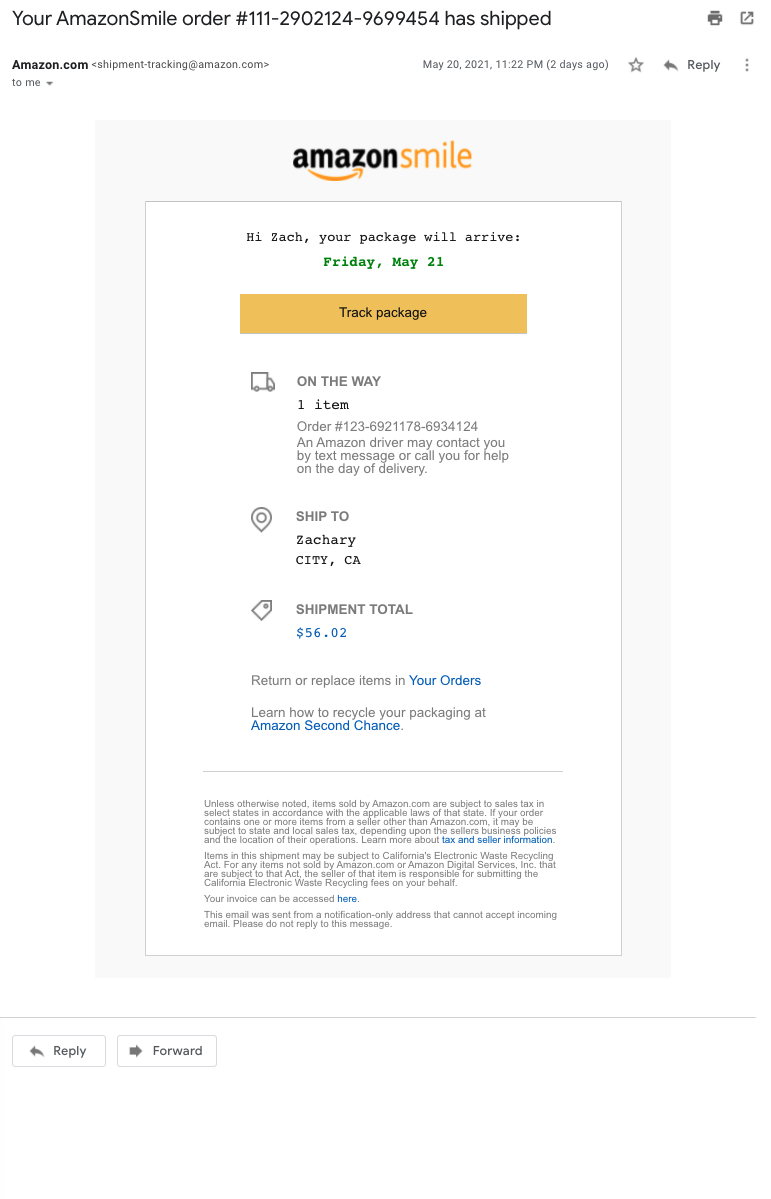 Your AmazonSmile order #111-2902124-9699454 has shipped
Amazon.com <shipment-tracking@amazon.com>
May 20, 2021, 11:22 PM (2 days ago)
Reply
to me
amazonsmile
Hi Zach, your package will arrive:
Friday, May 21
Track package
ON THE WAY
1 item
Order #123-6921178-6934124
An Amazon driver may contact you
by text message or call you for help
on the day of delivery.
SHIP TO
Zachary
CITY, CA
SHIPMENT TOTAL
$56.02
Return or replace items in Your Orders
Learn how to recycle your packaging at
Amazon Second Chance.
Unless otherwise noted, items sold by Amazon.com are subject to sales tax in
select states in accordance with the applicable laws of that state. If your order
contains one or more items from a seller other than Amazon.com, it may be
subject to state and local sales tax, depending upon the sellers business policies
and the location of their operations. Learn more about tax and seller information.
Items in this shipment may be subject to California's Electronic Waste Recycling
Act. For any items not sold by Amazon.com or Amazon Digital Services, Inc. that
are subject to that Act, the seller of that item is responsible for submitting the
California Electronic Waste Recycling fees on your behalf.
Your invoice can be accessed here.
This email was sent from a notification-only address that cannot accept incoming
email. Please do not reply to this message.
Reply
Forward